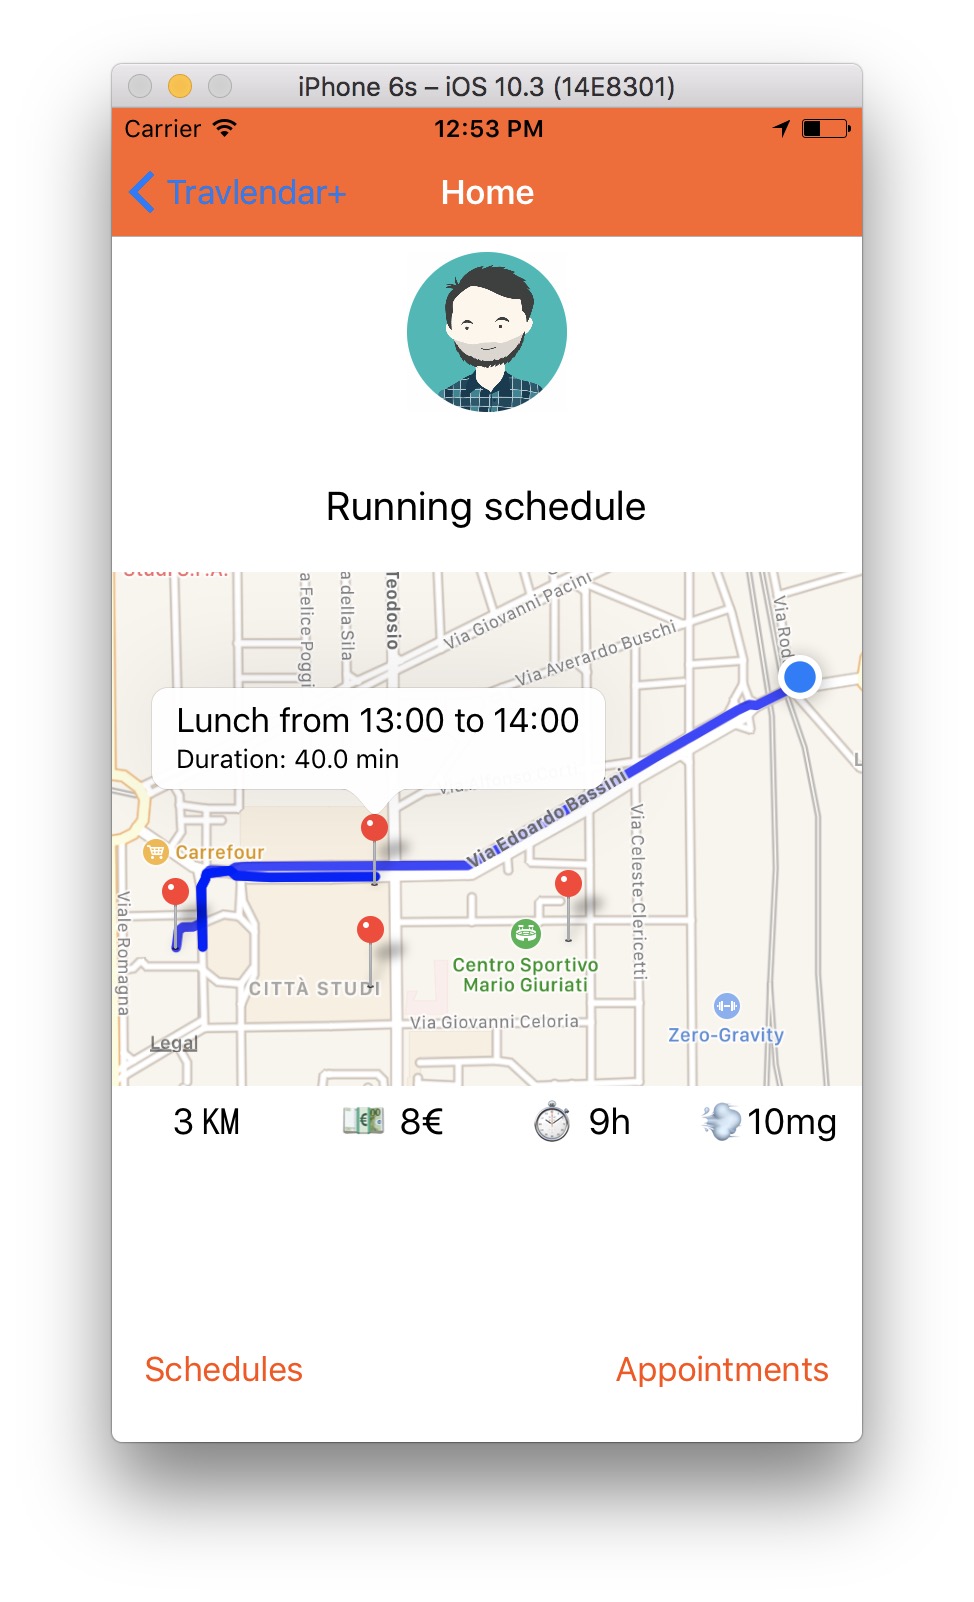 iPhone 6s – iOS 10.3 (14E8301)
Carrier 12:53 PM
Travlendar+ Home
Running schedule
Studi S.P.A.
a Felice Poggi
a della Sila
Teodosio
Via Giovanni Pacini
Via Averardo Buschi
Via Rod
Lunch from 13:00 to 14:00
Duration: 40.0 min
Via Edoardo Bassini
Carrefour
Viale Romagna
Via Celeste Clericetti
Centro Sportivo
Mario Giuriati
CITTÀ STUDI
Via Giovanni Celoria
Zero-Gravity
Legal
3 KM 8€ 9h 10mg
Schedules Appointments